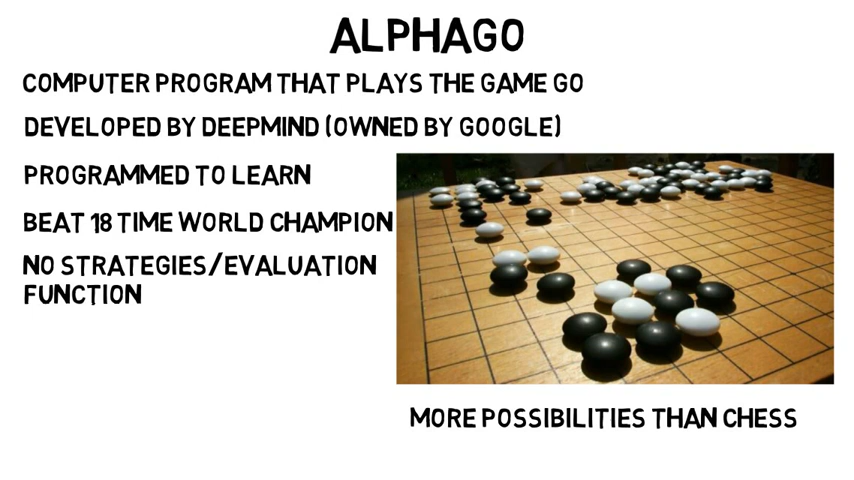 ALPHAGO
COMPUTER PROGRAM THAT PLAYS THE GAME GO
DEVELOPED BY DEEPMIND (OWNED BY GOOGLE)
PROGRAMMED TO LEARN
BEAT 18 TIME WORLD CHAMPION
NO STRATEGIES/EVALUATION
FUNCTION
MORE POSSIBILITIES THAN CHESS